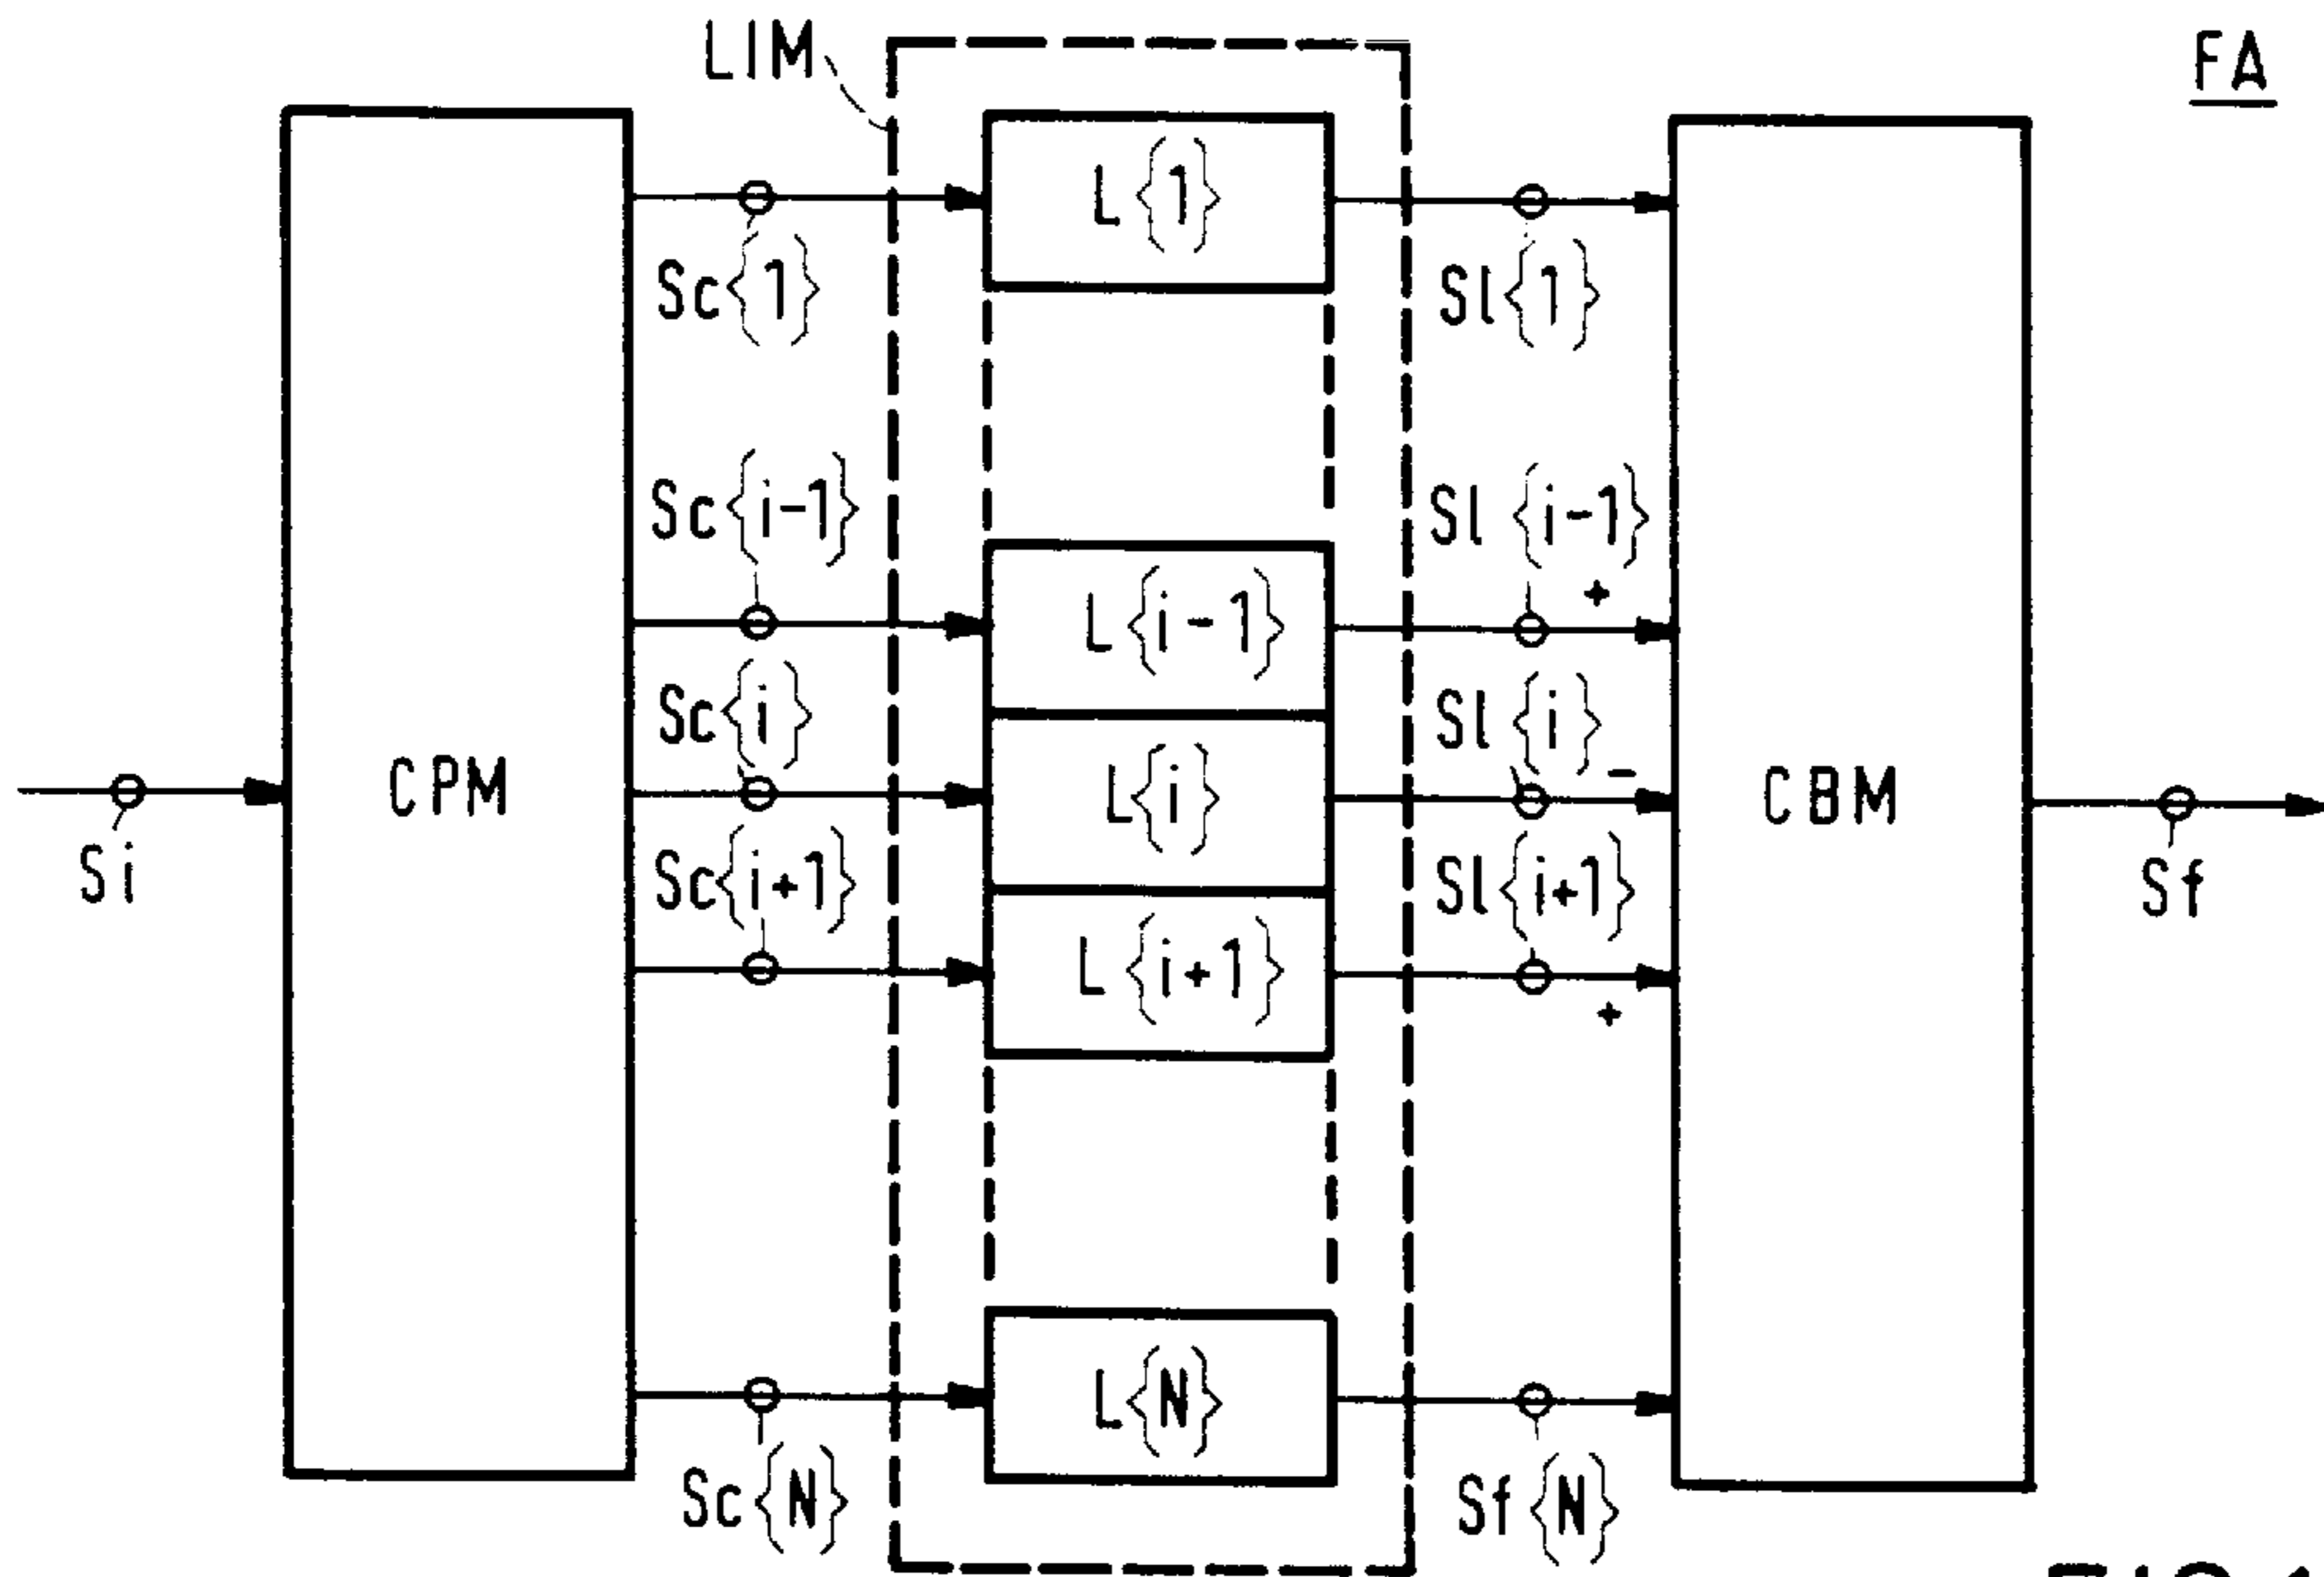 LIM
FA
L{1}
Sc{1}
Sl{1}
Sc{i-1}
Sl {i-1}
+
L{i-1}
Sc{i}
Sl {i}
-
CPM
L{i}
CBM
Si
Sc{i+1}
Sl{i+1}
Sf
L{i+1}
+
L{N}
Sc{N}
Sf{N}